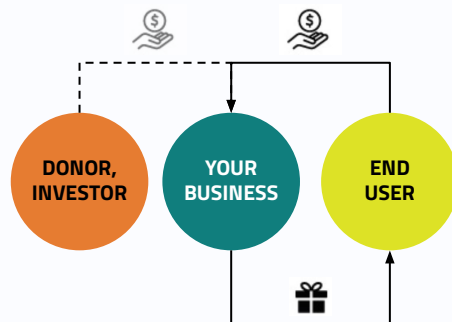 DONOR,
INVESTOR
YOUR
BUSINESS
END
USER